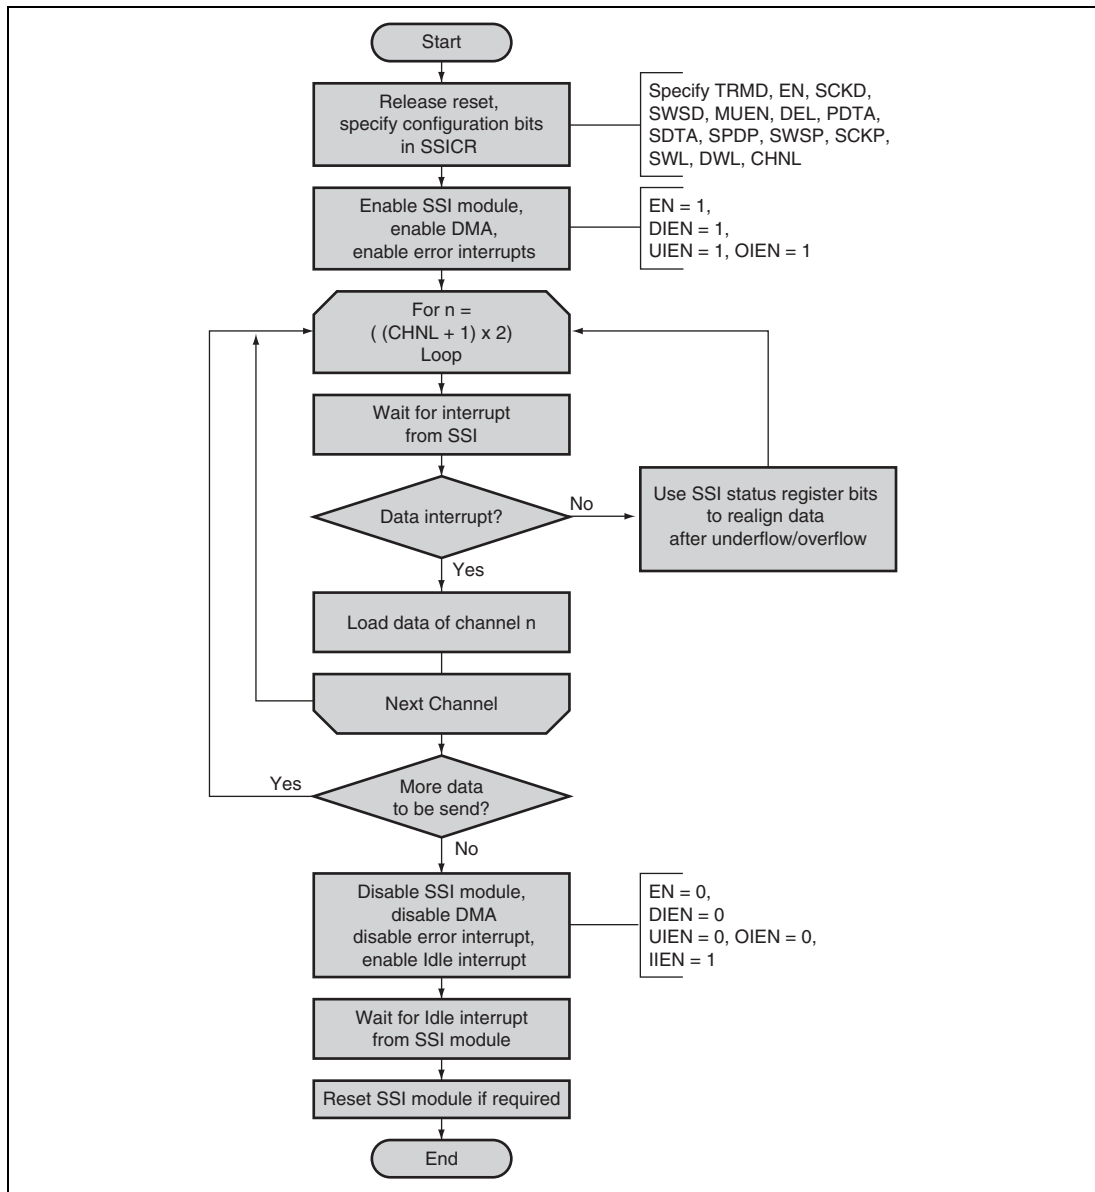 Start
Release reset,
specify configuration bits
in SSICR
Specify TRMD, EN, SCKD,
SWSD, MUEN, DEL, PDTA,
SDTA, SPDP, SWSP, SCKP,
SWL, DWL, CHNL
Enable SSI module,
enable DMA,
enable error interrupts
EN = 1,
DIEN = 1,
UIEN = 1, OIEN = 1
For n =
( (CHNL + 1) x 2)
Loop
Wait for interrupt
from SSI
Data interrupt?
No
Use SSI status register bits
to realign data
after underflow/overflow
Yes
Load data of channel n
Next Channel
More data
to be send?
Yes
No
Disable SSI module,
disable DMA
disable error interrupt,
enable Idle interrupt
EN = 0,
DIEN = 0
UIEN = 0, OIEN = 0,
IIEN = 1
Wait for Idle interrupt
from SSI module
Reset SSI module if required
End